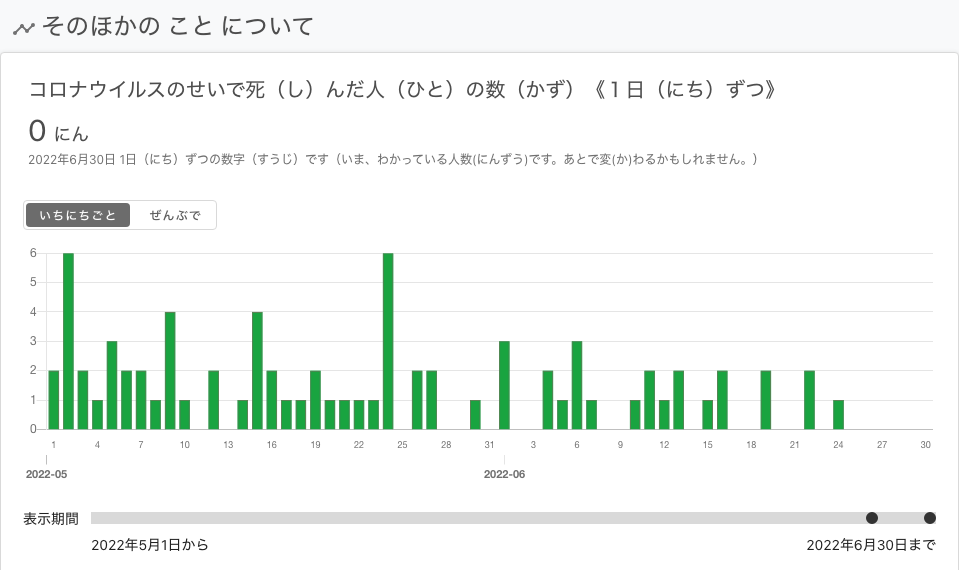 そのほかの こと について
コロナウイルスのせいで死（し）んだ人（ひと）の数（かず）《１日（にち）ずつ》
0 にん
2022年6月30日 1日（にち）ずつの数字（すうじ）です（いま、わかっている人数(にんずう)です。あとで変(か)わるかもしれません。）
いちにちごと ぜんぶで
6
5
4
3
2
1
0
1 4 7 10 13 16 19 22 25 28 31 3 6 9 12 15 18 21 24 27 30
2022-05 2022-06
表示期間
2022年5月1日から 2022年6月30日まで